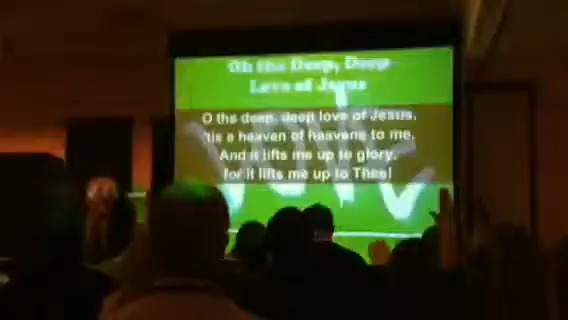 Oh the Deep, Deep
Love of Jesus
O the deep, deep love of Jesus,
'tis a heaven of heavens to me,
And it lifts me up to glory,
for it lifts me up to Thee!
LOVE